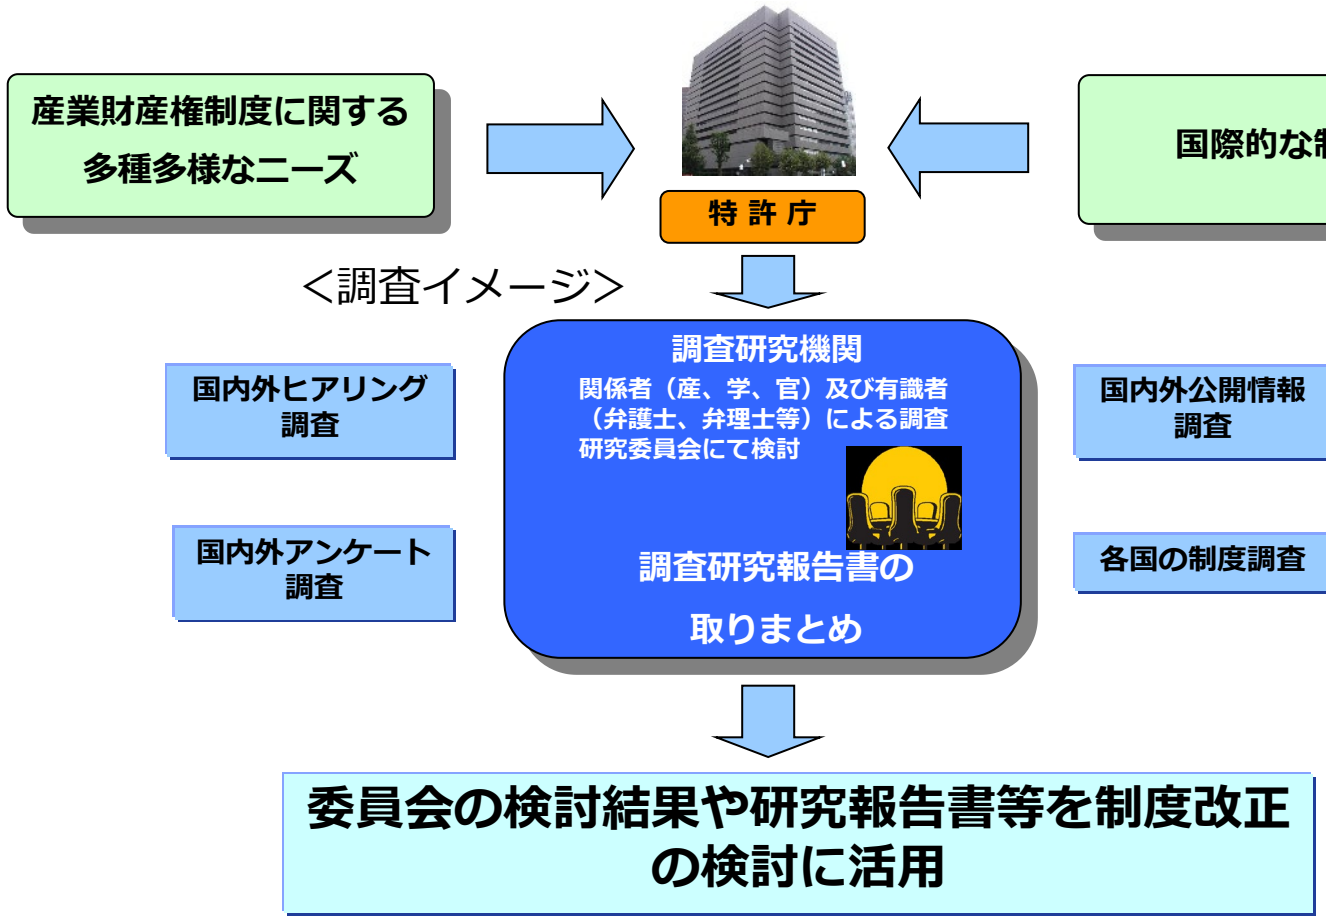 産業財産権制度に関する
多種多様なニーズ
国際的な制
特許庁
＜調査イメージ＞
調査研究機関
関係者（産、学、官）及び有識者
（弁護士、弁理士等）による調査
研究委員会にて検討
調査研究報告書の
取りまとめ
国内外ヒアリング
調査
国内外アンケート
調査
国内外公開情報
調査
各国の制度調査
委員会の検討結果や研究報告書等を制度改正
の検討に活用